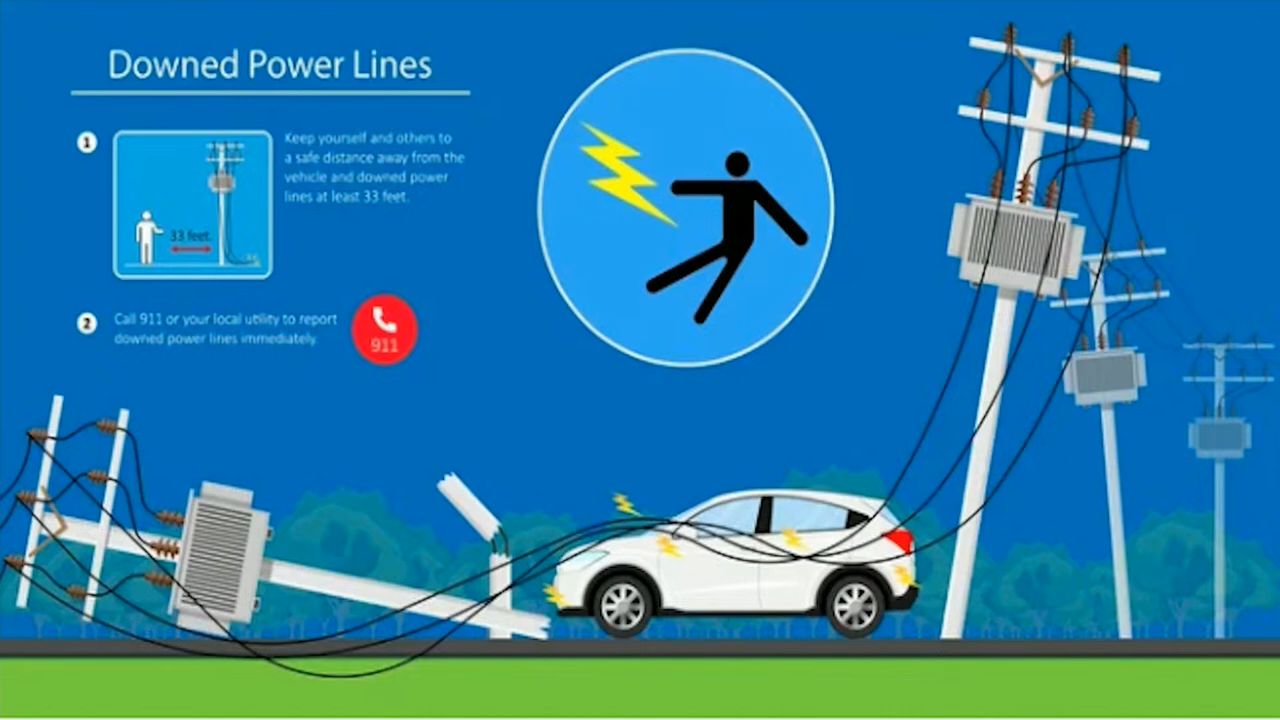 Downed Power Lines
1
Keep yourself and others to
a safe distance away from the
vehicle and downed power
lines at least 33 feet.
33 feet.
2
Call 911 or your local utility to report
downed power lines immediately.
911